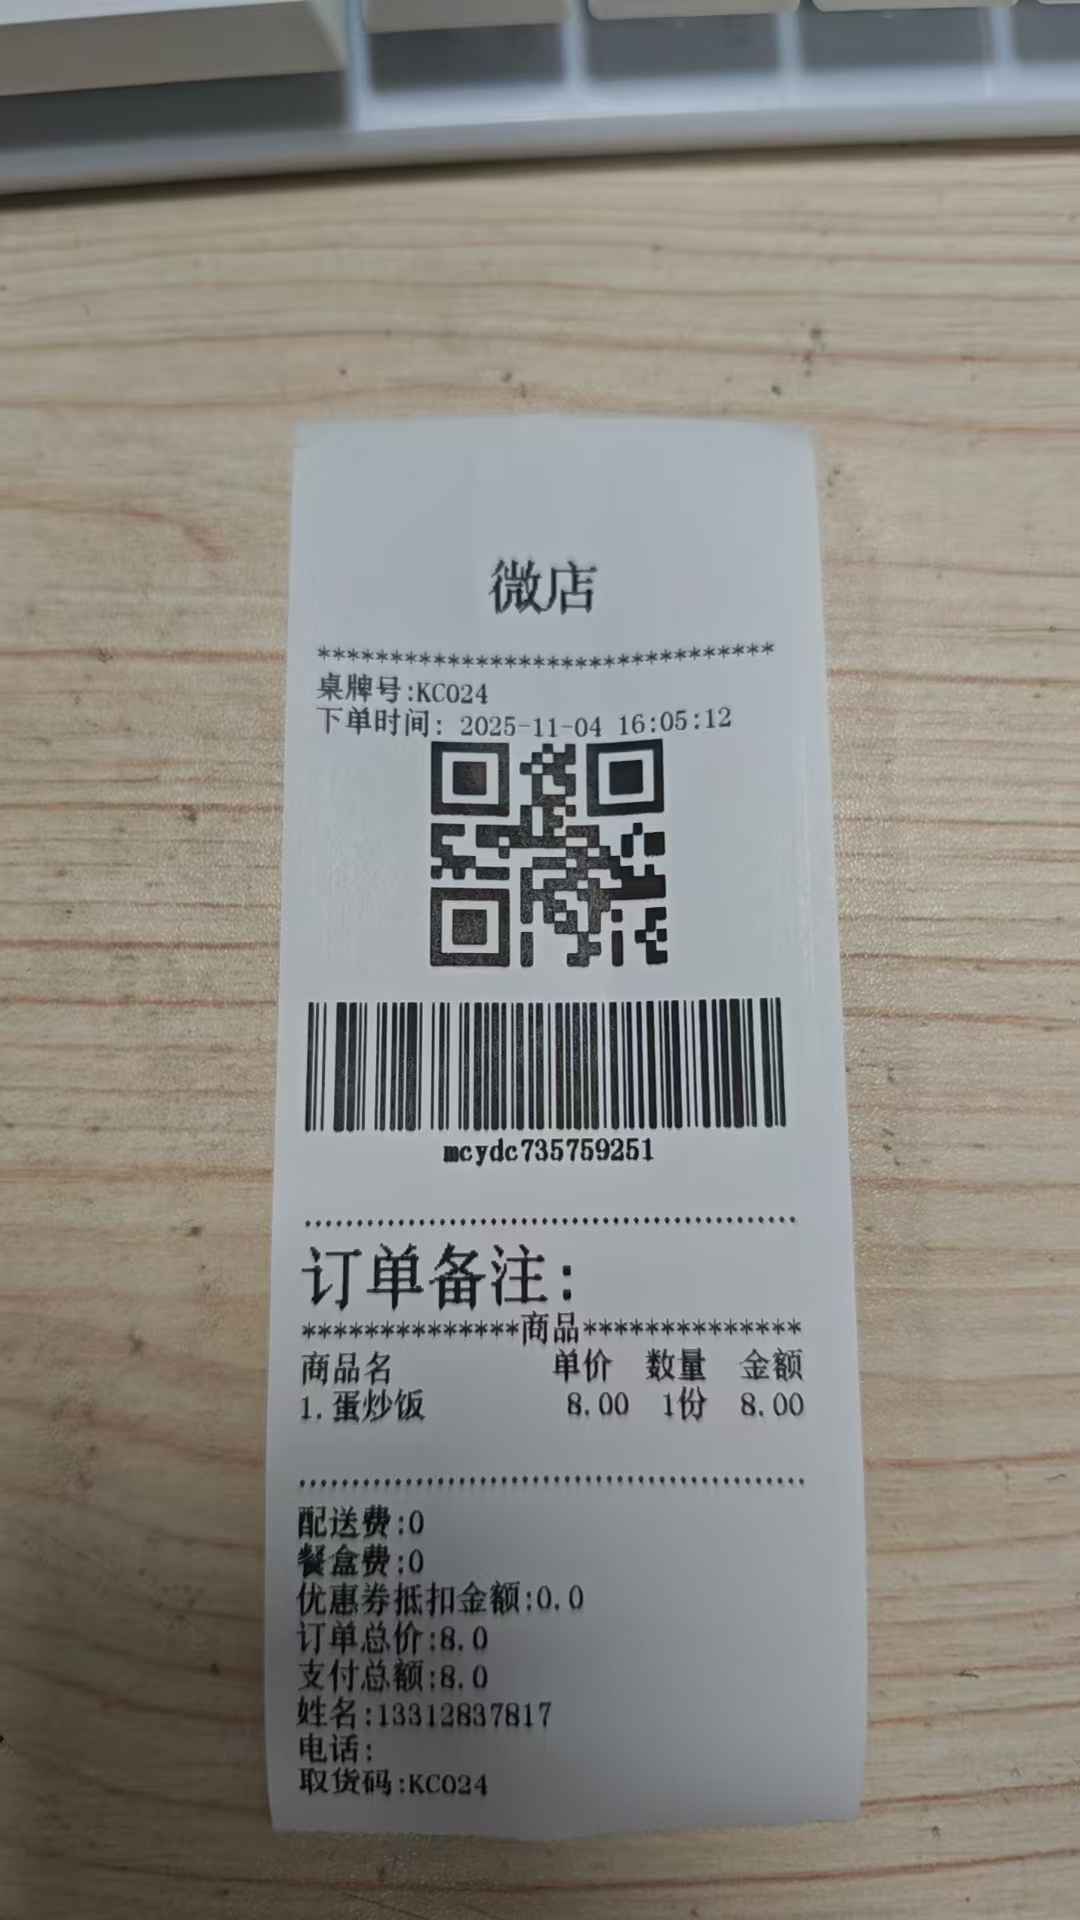 微店
********************************
桌牌号:KC024
下单时间: 2025-11-04 16:05:12
mcydc735759251
订单备注:
**************商品**************
商品名 单价 数量 金额
1.蛋炒饭 8.00 1份 8.00
配送费:0
餐盒费:0
优惠券抵扣金额:0.0
订单总价:8.0
支付总额:8.0
姓名:13312837817
电话:
取货码:KC024